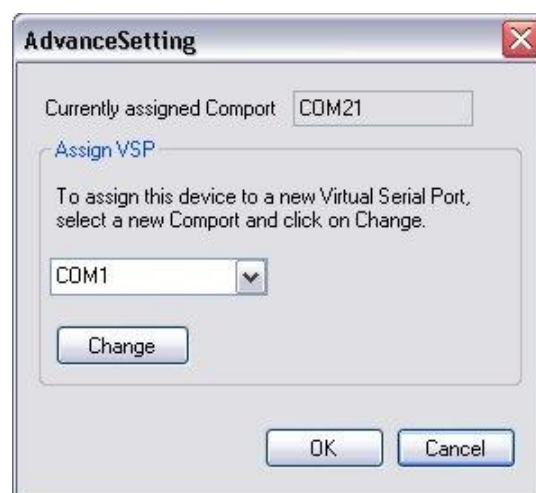 AdvanceSetting
Currently assigned Comport COM21
Assign VSP
To assign this device to a new Virtual Serial Port,
select a new Comport and click on Change.
COM1
Change
OK Cancel